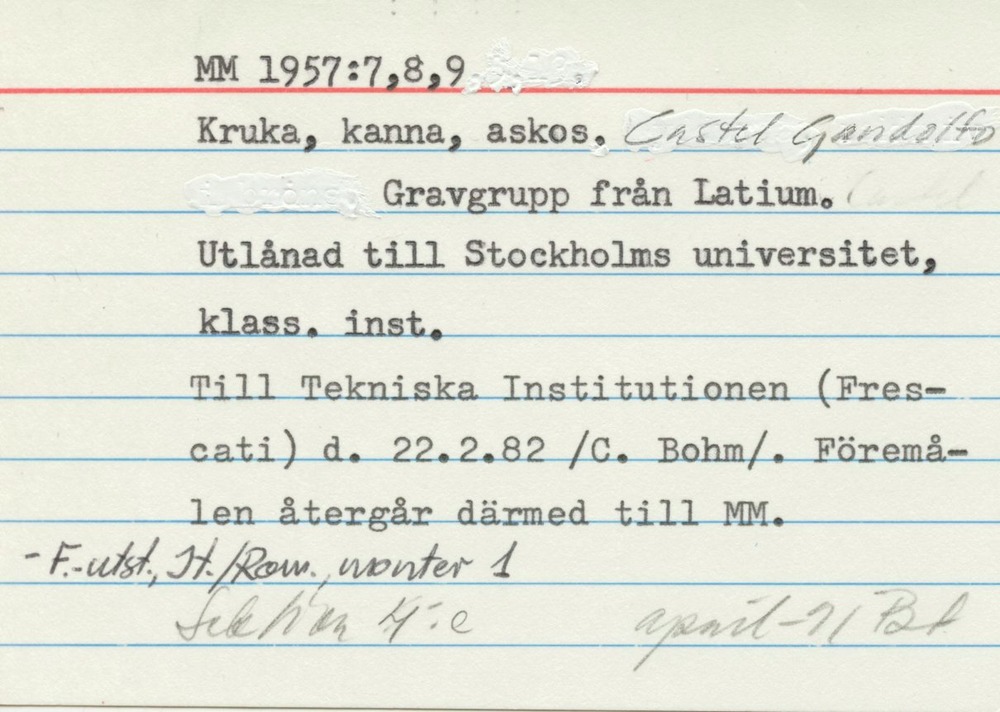 MM 1957:7,8,9
Kruka, kanna, askos. Castel Gandolfo
Gravgrupp från Latium. Castel
Utlånad till Stockholms universitet,
klass. inst.
Till Tekniska Institutionen (Fres-
cati) d. 22.2.82 /C. Bohm/. Föremå-
len återgår därmed till MM.
- F.-utst., It./Rom., monter 1
Sektion 4:e april-91